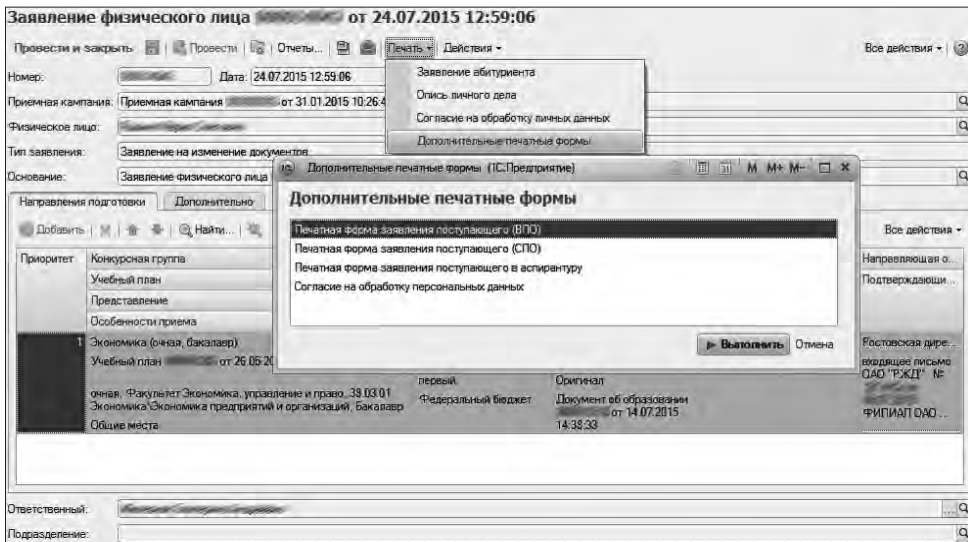 Заявление физического лица от 24.07.2015 12:59:06
Провести и закрыть Провести Отчеты... Печать Действия Все действия
Номер: Дата: 24.07.2015 12:59:06
Заявление абитуриента
Опись личного дела
Согласие на обработку личных данных
Дополнительные печатные формы
Приемная кампания: Приемная кампания от 31.01.2015 10:26:4
Физическое лицо:
Тип заявления: Заявление на изменение документов
Основание: Заявление физического лица
Дополнительные печатные формы (1С:Предприятие) M M+ M-
Дополнительные печатные формы
Печатная форма заявления поступающего (ВПО)
Печатная форма заявления поступающего (СПО)
Печатная форма заявления поступающего в аспирантуру
Согласие на обработку персональных данных
Выполнить Отмена
Направления подготовки Дополнительно
Добавить Найти... Все действия
Приоритет Конкурсная группа Направляющая о...
Учебный план Подтверждающи...
Представление
Особенности приема
1 Экономика (очная, бакалавр) Ростовская дире...
Учебный план от 26.05.20 входящее письмо
ОАО "РЖД" №
очная, Факультет Экономика, управление и право, 38.03.01
Экономика\Экономика предприятий и организаций, Бакалавр
первый Оригинал
Федеральный бюджет Документ об образовании
от 14.07.2015
14:38:33
ФИЛИАЛ ОАО ...
Общие места
Ответственный:
Подразделение: